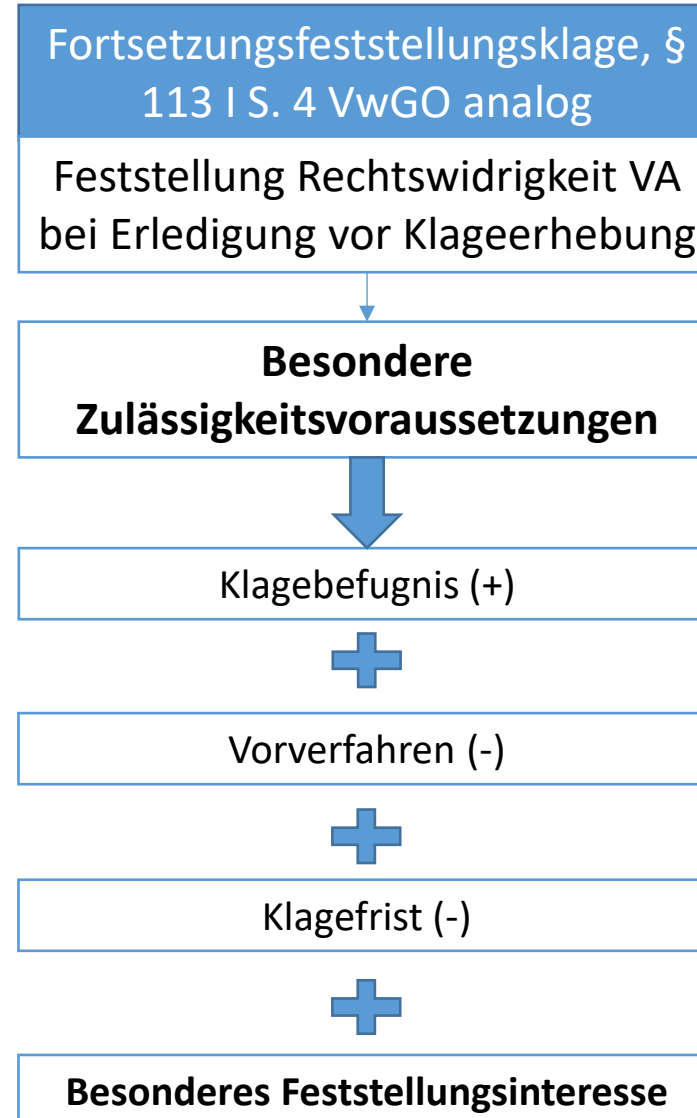 Fortsetzungsfeststellungsklage, §
113 I S. 4 VwGO analog
Feststellung Rechtswidrigkeit VA
bei Erledigung vor Klageerhebung
Besondere
Zulässigkeitsvoraussetzungen
Klagebefugnis (+)
Vorverfahren (-)
Klagefrist (-)
Besonderes Feststellungsinteresse